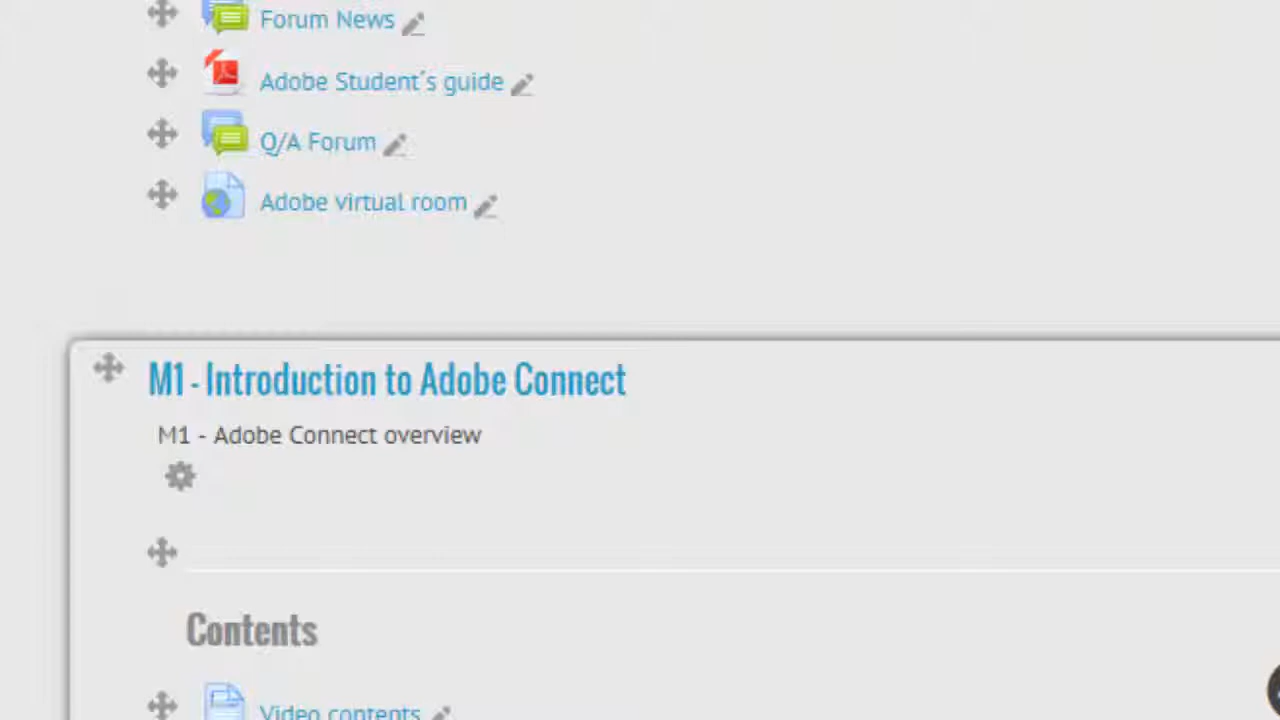 Forum News
Adobe Student´s guide
Q/A Forum
Adobe virtual room
M1 - Introduction to Adobe Connect
M1 - Adobe Connect overview
Contents
Video contents